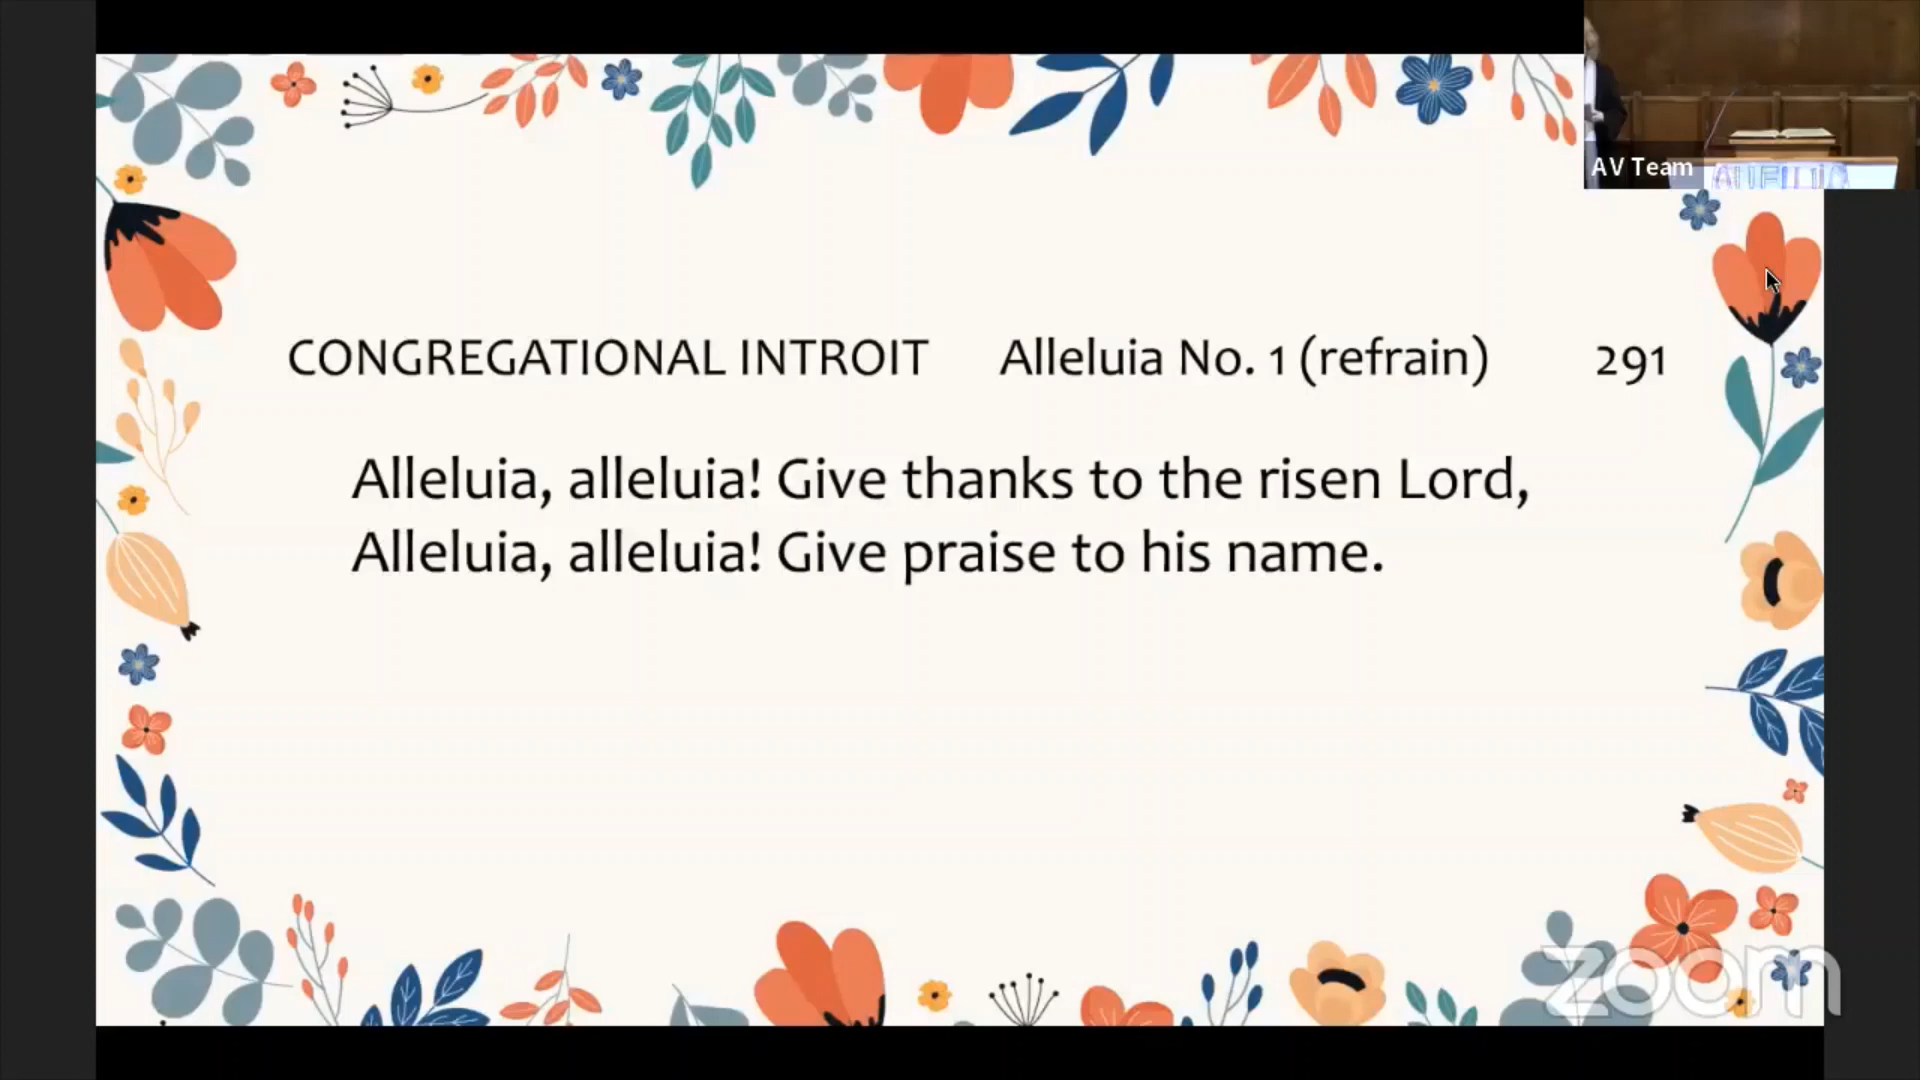 CONGREGATIONAL INTROIT Alleluia No. 1 (refrain) 291
Alleluia, alleluia! Give thanks to the risen Lord,
Alleluia, alleluia! Give praise to his name.
AV Team
ALLELUIA
zoom